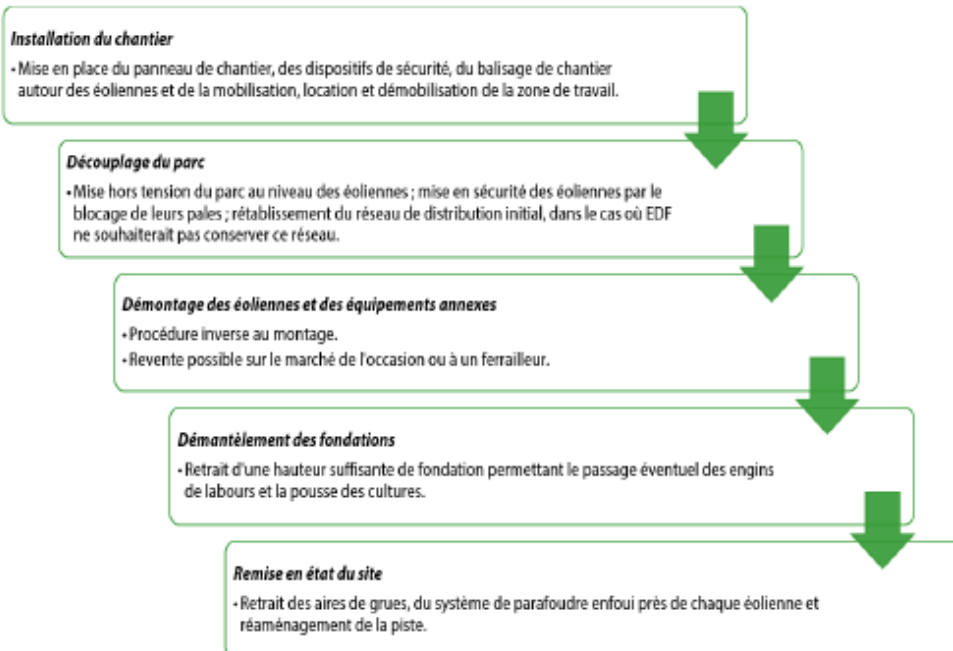 Installation du chantier
• Mise en place du panneau de chantier, des dispositifs de sécurité, du balisage de chantier
autour des éoliennes et de la mobilisation, location et démobilisation de la zone de travail.
Découplage du parc
• Mise hors tension du parc au niveau des éoliennes ; mise en sécurité des éoliennes par le
blocage de leurs pales ; rétablissement du réseau de distribution initial, dans le cas où EDF
ne souhaiterait pas conserver ce réseau.
Démontage des éoliennes et des équipements annexes
• Procédure inverse au montage.
• Revente possible sur le marché de l'occasion ou à un ferrailleur.
Démantèlement des fondations
• Retrait d'une hauteur suffisante de fondation permettant le passage éventuel des engins
de labours et la pousse des cultures.
Remise en état du site
• Retrait des aires de grues, du système de parafoudre enfoui près de chaque éolienne et
réaménagement de la piste.